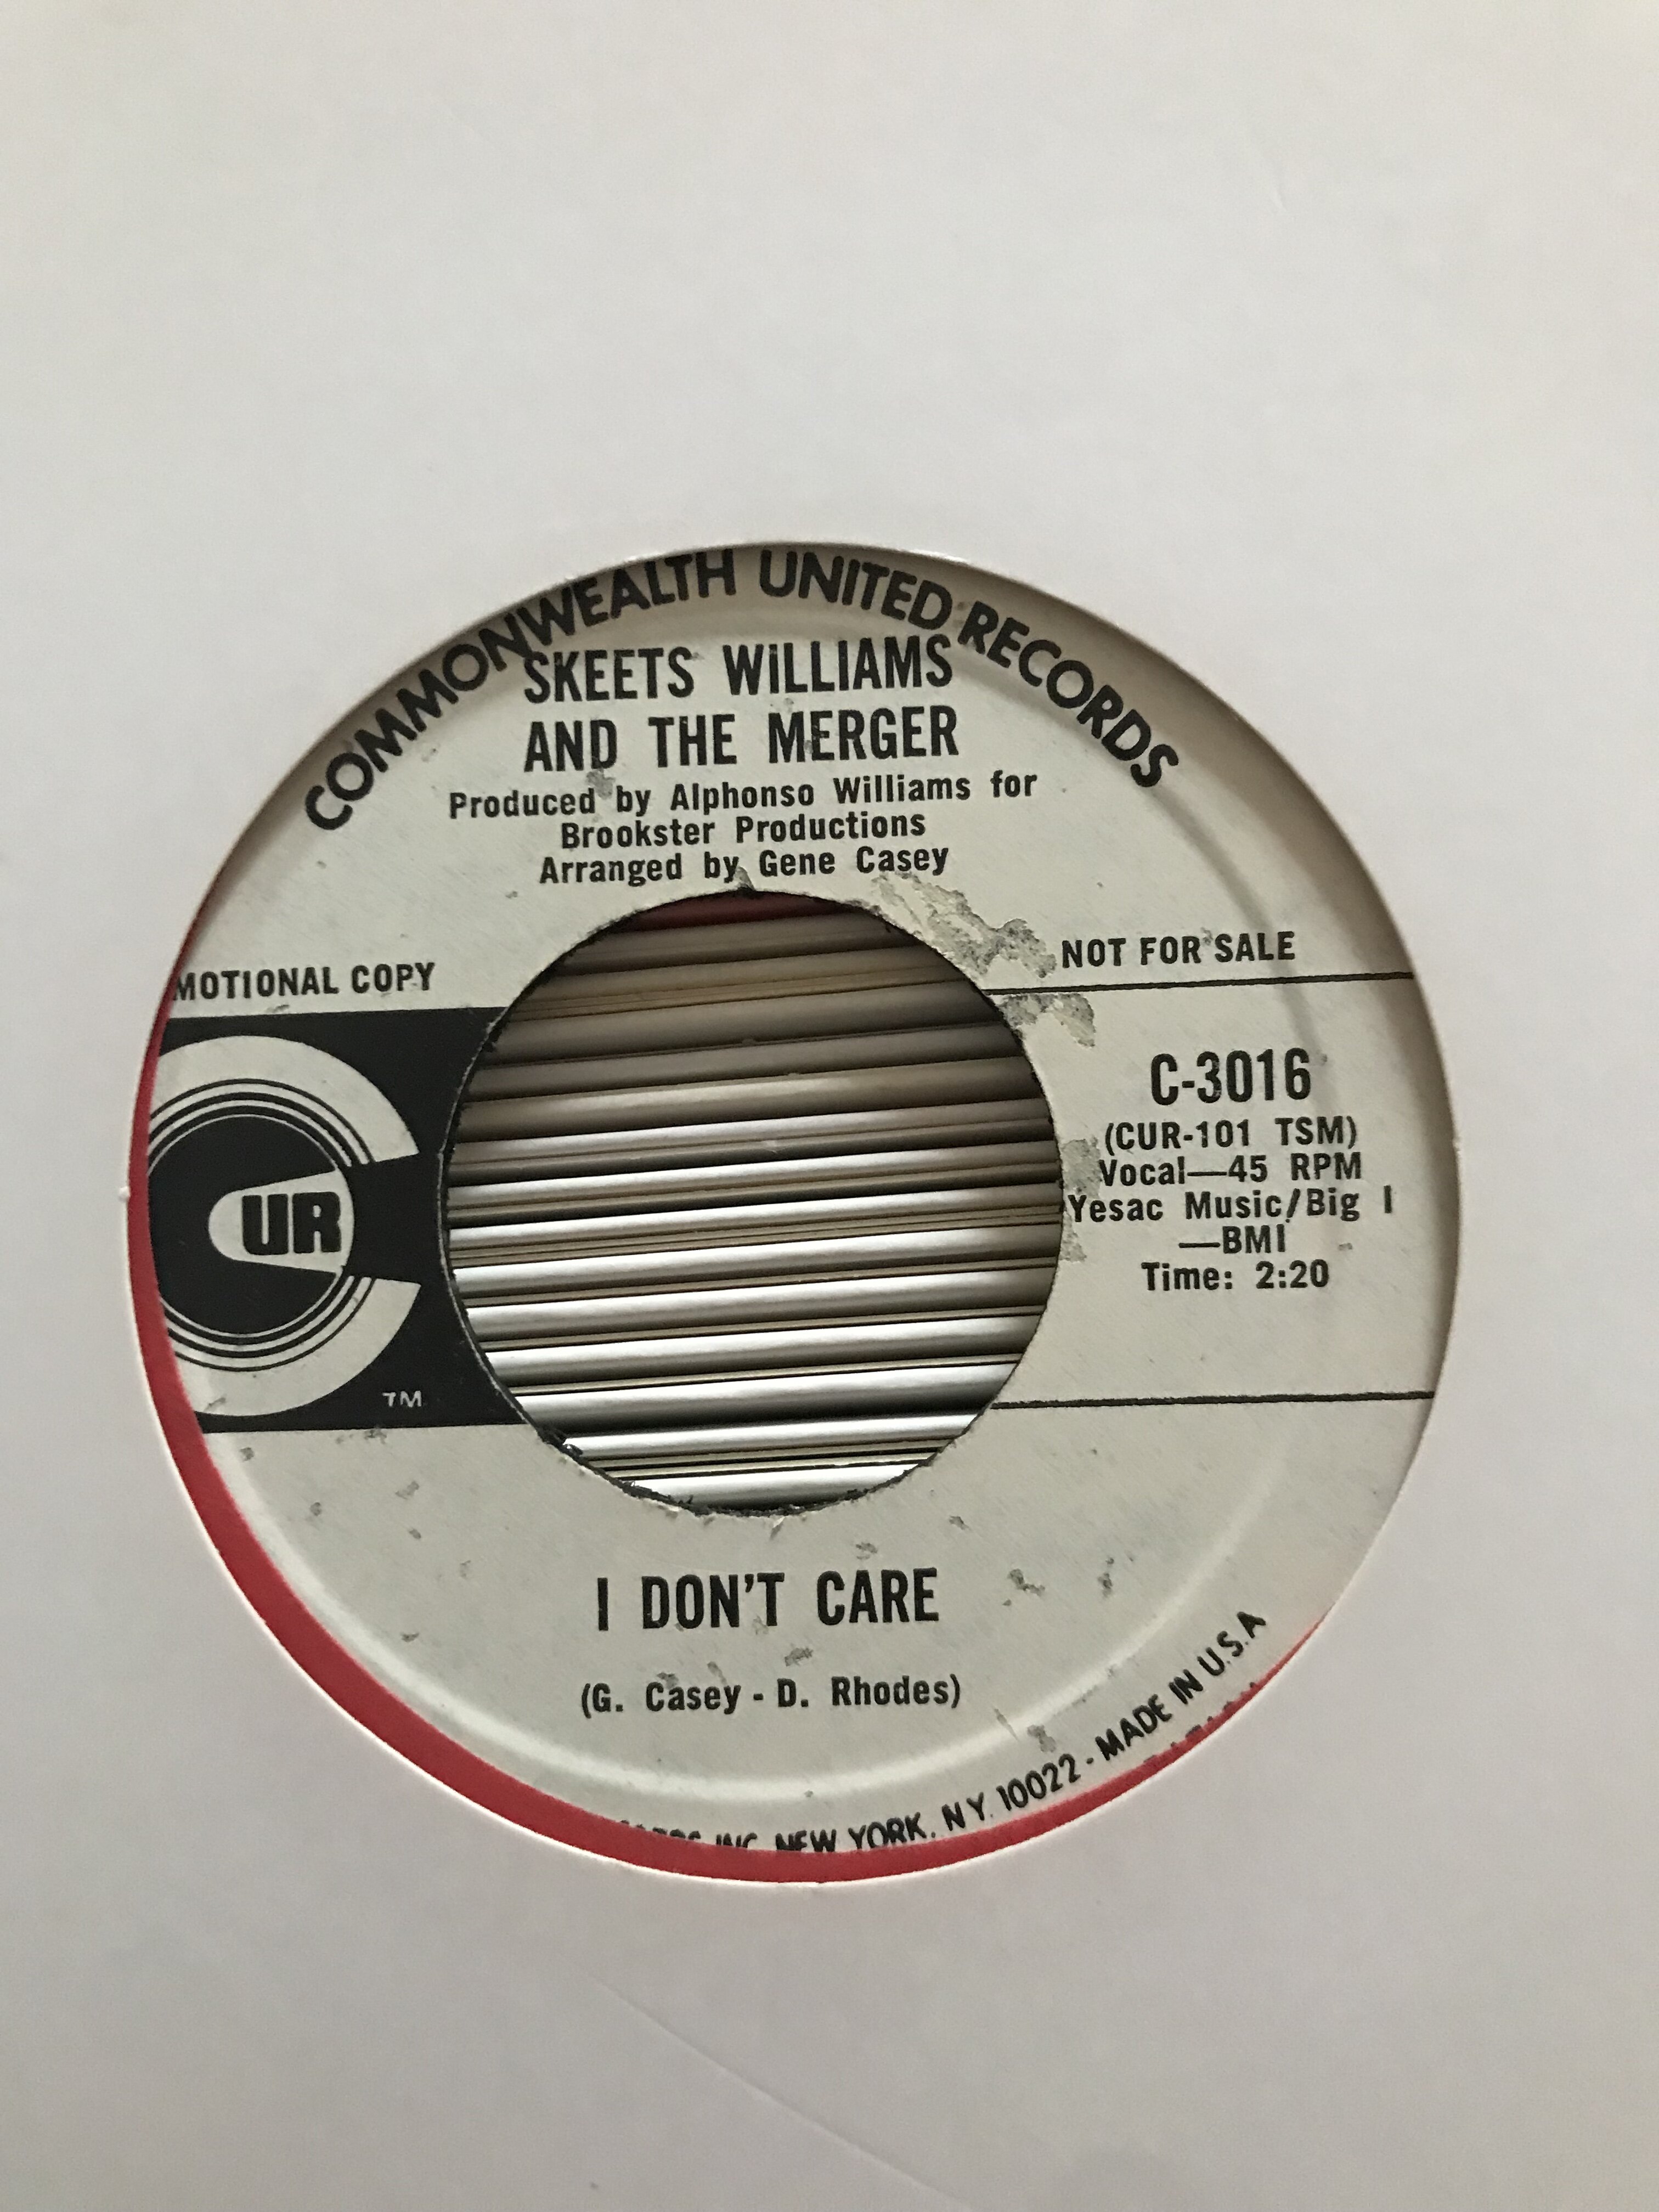 COMMONWEALTH UNITED RECORDS
SKEETS WILLIAMS
AND THE MERGER
Produced by Alphonso Williams for
Brookster Productions
Arranged by Gene Casey
MOTIONAL COPY
NOT FOR SALE
CUR
TM
C-3016
(CUR-101 TSM)
Vocal—45 RPM
Yesac Music/Big I
—BMI
Time: 2:20
I DON'T CARE
(G. Casey - D. Rhodes)
INC. NEW YORK, N.Y. 10022 - MADE IN U.S.A